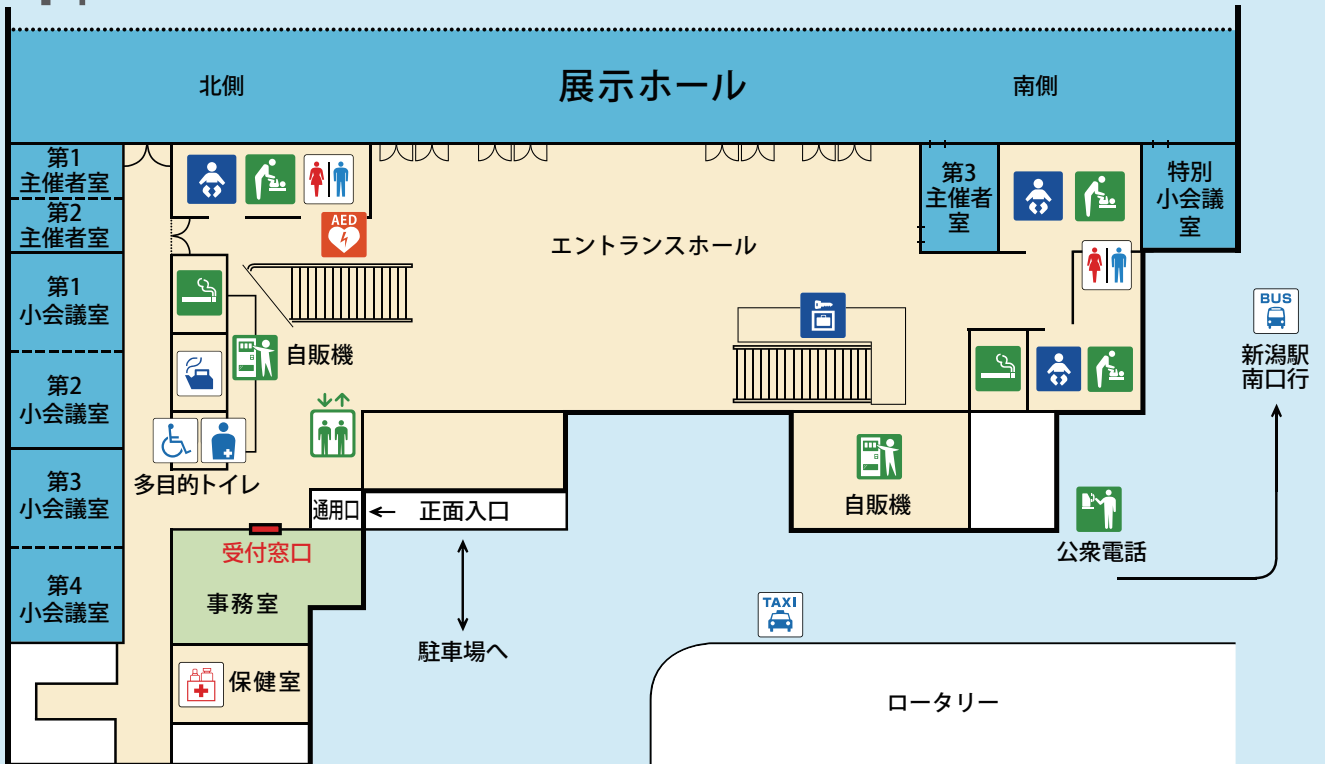 北側
展示ホール
南側
第1
主催者室
第2
主催者室
第3
主催者
室
特別
小会議
室
AED
エントランスホール
第1
小会議室
BUS
新潟駅
南口行
自販機
第2
小会議室
多目的トイレ
第3
小会議室
通用口
←
正面入口
自販機
公衆電話
受付窓口
事務室
第4
小会議室
TAXI
駐車場へ
保健室
ロータリー